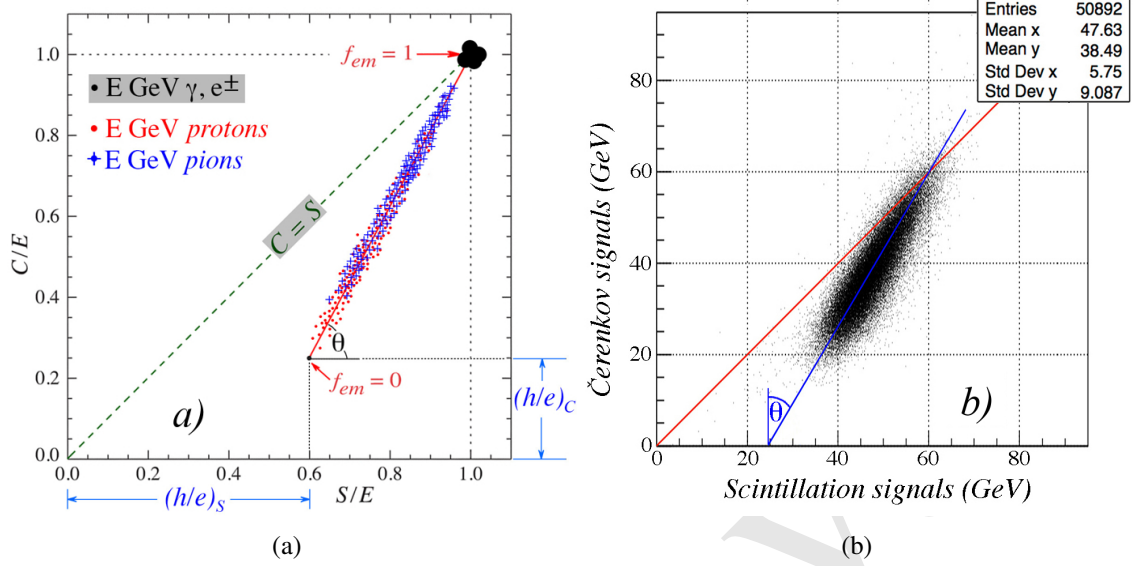 1.0
0.8
0.6
0.4
0.2
0.0
C/E
f_em = 1
• E GeV γ, e±
• E GeV protons
+ E GeV pions
C = S
θ
f_em = 0
(h/e)_C
a)
0.0 0.2 0.4 0.6 0.8 1.0
(h/e)_S
S/E
(a)
Entries 50892
Mean x 47.63
Mean y 38.49
Std Dev x 5.75
Std Dev y 9.087
80
60
40
20
0
Čerenkov signals (GeV)
θ
b)
0 20 40 60 80
Scintillation signals (GeV)
(b)